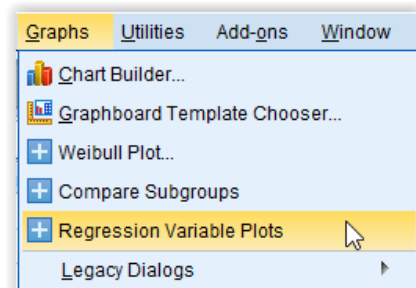 Graphs Utilities Add-ons Window
Chart Builder...
Graphboard Template Chooser...
Weibull Plot...
Compare Subgroups
Regression Variable Plots
Legacy Dialogs